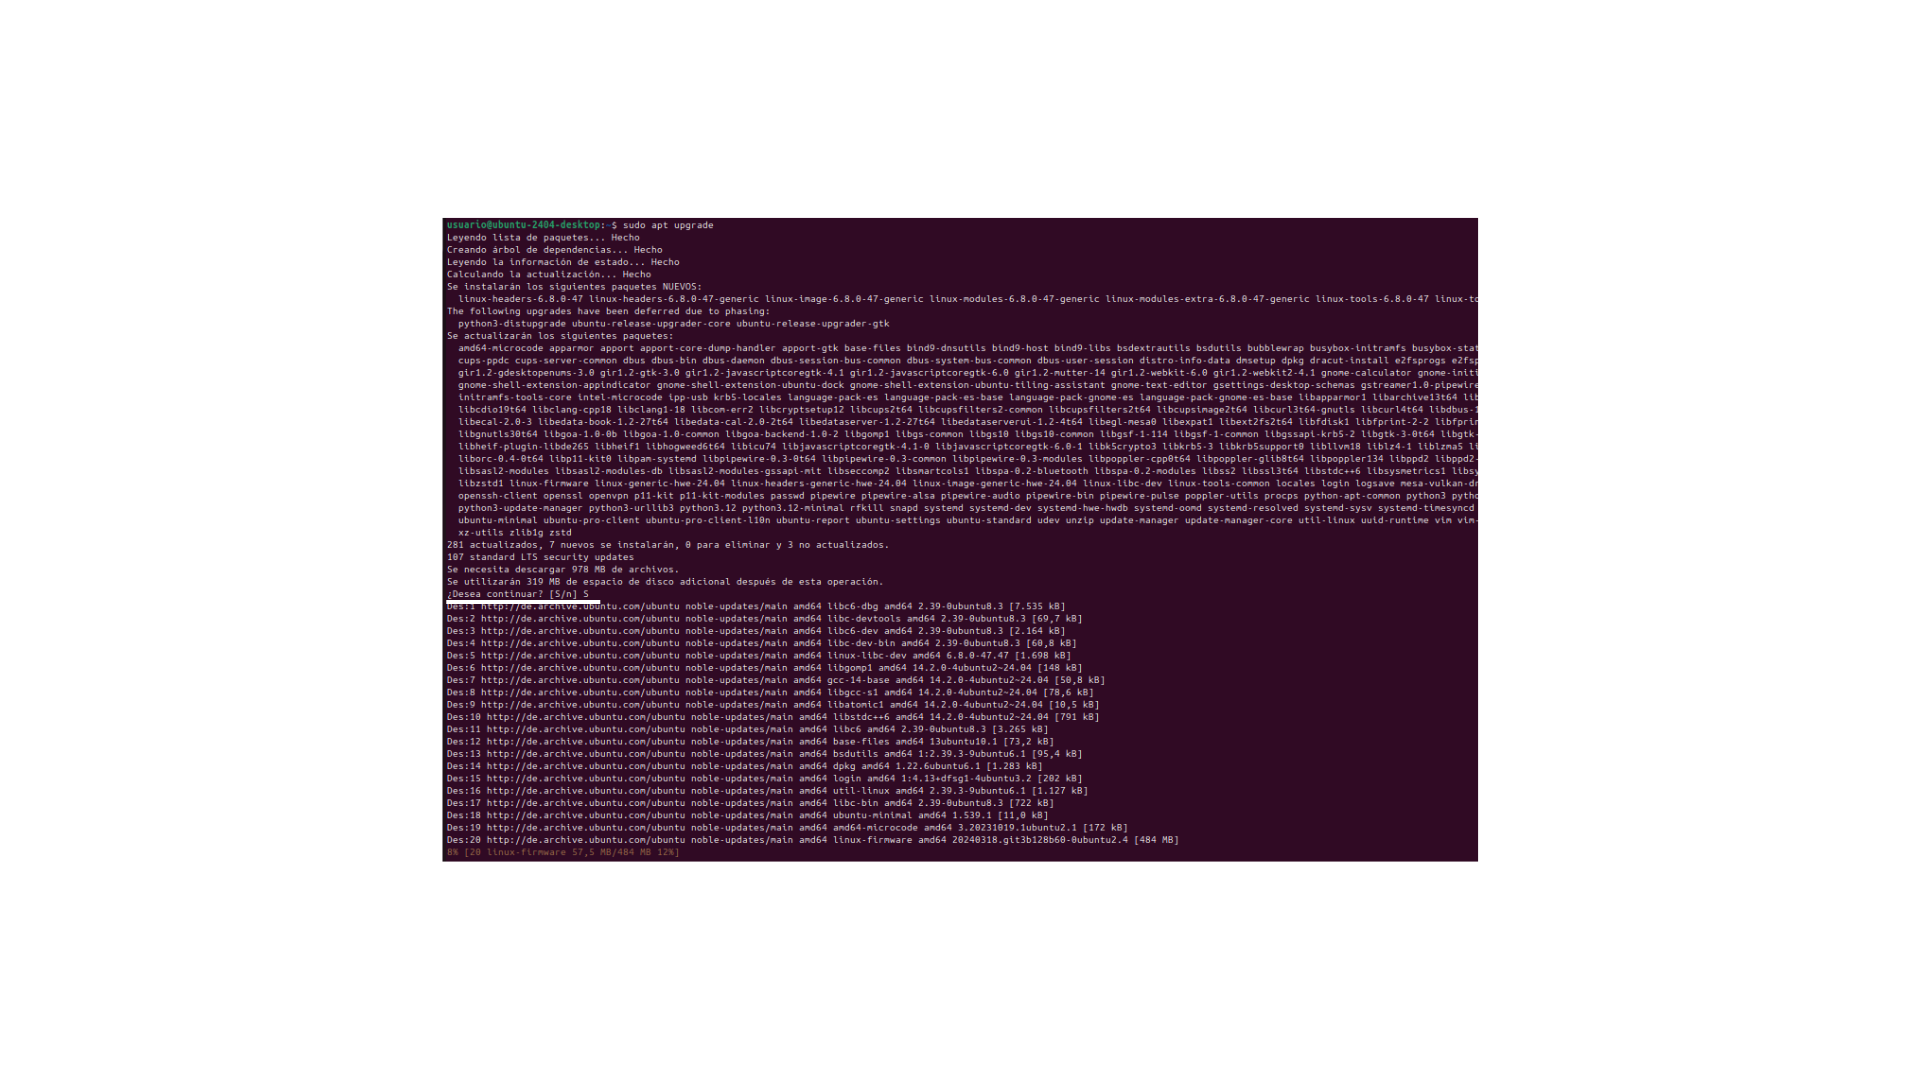 usuario@ubuntu-2404-desktop:~$ sudo apt upgrade
Leyendo lista de paquetes... Hecho
Creando árbol de dependencias... Hecho
Leyendo la información de estado... Hecho
Calculando la actualización... Hecho
Se instalarán los siguientes paquetes NUEVOS:
linux-headers-6.8.0-47 linux-headers-6.8.0-47-generic linux-image-6.8.0-47-generic linux-modules-6.8.0-47-generic linux-modules-extra-6.8.0-47-generic linux-tools-6.8.0-47
The following upgrades have been deferred due to phasing:
python3-distupgrade ubuntu-release-upgrader-core ubuntu-release-upgrader-gtk
Se actualizarán los siguientes paquetes:
amd64-microcode apparmor apport apport-core-dump-handler apport-gtk base-files bind9-dnsutils bind9-host bind9-libs bsdextrautils bsdutils bubblewrap busybox-initramfs busybox-stat
cups-ppdc cups-server-common dbus dbus-bin dbus-daemon dbus-session-bus-common dbus-system-bus-common dbus-user-session distro-info-data dmsetup dpkg dracut-install e2fsprogs
gir1.2-gdesktopenums-3.0 gir1.2-gtk-3.0 gir1.2-javascriptcoregtk-4.1 gir1.2-javascriptcoregtk-6.0 gir1.2-mutter-14 gir1.2-webkit-6.0 gir1.2-webkit2-4.1 gnome-calculator gnome-initi
gnome-shell-extension-appindicator gnome-shell-extension-ubuntu-dock gnome-shell-extension-ubuntu-tiling-assistant gnome-text-editor gsettings-desktop-schemas gstreamer1.0-pipewire
initramfs-tools-core intel-microcode ipp-usb krb5-locales language-pack-es language-pack-es-base language-pack-gnome-es language-pack-gnome-es-base libapparmor1 libarchive13t64
libcdio19t64 libclang-cpp18 libclang1-18 libcom-err2 libcryptsetup12 libcups2t64 libcupsfilters2-common libcupsfilters2t64 libcupsimage2t64 libcurl3t64-gnutls libcurl4t64 libdbus-1
libecal-2.0-3 libedata-book-1.2-27t64 libedata-cal-2.0-2t64 libedataserver-1.2-27t64 libedataserverui-1.2-4t64 libegl-mesa0 libexpat1 libext2fs2t64 libfdisk1 libfprint-2-2 libfprin
libgnutls30t64 libgoa-1.0-0b libgoa-1.0-common libgoa-backend-1.0-2 libgomp1 libgs-common libgs10 libgs10-common libgsf-1-114 libgsf-1-common libgssapi-krb5-2 libgtk-3-0t64 libgtk-
libheif-plugin-libde265 libheif1 libhogweed6t64 libicu74 libjavascriptcoregtk-4.1-0 libjavascriptcoregtk-6.0-1 libk5crypto3 libkrb5-3 libkrb5support0 libllvm18 liblz4-1 liblzma5
liborc-0.4-0t64 libp11-kit0 libpam-systemd libpipewire-0.3-0t64 libpipewire-0.3-common libpipewire-0.3-modules libpoppler-cpp0t64 libpoppler-glib8t64 libpoppler134 libppd2 libppd2-
libsasl2-modules libsasl2-modules-db libsasl2-modules-gssapi-mit libseccomp2 libsmartcols1 libspa-0.2-bluetooth libspa-0.2-modules libss2 libssl3t64 libstdc++6 libsysmetrics1 libsy
libzstd1 linux-firmware linux-generic-hwe-24.04 linux-headers-generic-hwe-24.04 linux-image-generic-hwe-24.04 linux-libc-dev linux-tools-common locales login logsave mesa-vulkan-dr
openssh-client openssl openvpn p11-kit p11-kit-modules passwd pipewire pipewire-alsa pipewire-audio pipewire-bin pipewire-pulse poppler-utils procps python-apt-common python3 pytho
python3-update-manager python3-urllib3 python3.12 python3.12-minimal rfkill snapd systemd systemd-dev systemd-hwe-hwdb systemd-oomd systemd-resolved systemd-sysv systemd-timesyncd
ubuntu-minimal ubuntu-pro-client ubuntu-pro-client-l10n ubuntu-report ubuntu-settings ubuntu-standard udev unzip update-manager update-manager-core util-linux uuid-runtime vim vim-
xz-utils zlib1g zstd
281 actualizados, 7 nuevos se instalarán, 0 para eliminar y 3 no actualizados.
107 standard LTS security updates
Se necesita descargar 978 MB de archivos.
Se utilizarán 319 MB de espacio de disco adicional después de esta operación.
¿Desea continuar? [S/n] S
Des:1 http://de.archive.ubuntu.com/ubuntu noble-updates/main amd64 libc6-dbg amd64 2.39-0ubuntu8.3 [7.535 kB]
Des:2 http://de.archive.ubuntu.com/ubuntu noble-updates/main amd64 libc-devtools amd64 2.39-0ubuntu8.3 [69,7 kB]
Des:3 http://de.archive.ubuntu.com/ubuntu noble-updates/main amd64 libc6-dev amd64 2.39-0ubuntu8.3 [2.164 kB]
Des:4 http://de.archive.ubuntu.com/ubuntu noble-updates/main amd64 libc-dev-bin amd64 2.39-0ubuntu8.3 [60,8 kB]
Des:5 http://de.archive.ubuntu.com/ubuntu noble-updates/main amd64 linux-libc-dev amd64 6.8.0-47.47 [1.698 kB]
Des:6 http://de.archive.ubuntu.com/ubuntu noble-updates/main amd64 libgomp1 amd64 14.2.0-4ubuntu2~24.04 [148 kB]
Des:7 http://de.archive.ubuntu.com/ubuntu noble-updates/main amd64 gcc-14-base amd64 14.2.0-4ubuntu2~24.04 [50,8 kB]
Des:8 http://de.archive.ubuntu.com/ubuntu noble-updates/main amd64 libgcc-s1 amd64 14.2.0-4ubuntu2~24.04 [78,6 kB]
Des:9 http://de.archive.ubuntu.com/ubuntu noble-updates/main amd64 libatomic1 amd64 14.2.0-4ubuntu2~24.04 [10,5 kB]
Des:10 http://de.archive.ubuntu.com/ubuntu noble-updates/main amd64 libstdc++6 amd64 14.2.0-4ubuntu2~24.04 [791 kB]
Des:11 http://de.archive.ubuntu.com/ubuntu noble-updates/main amd64 libc6 amd64 2.39-0ubuntu8.3 [3.265 kB]
Des:12 http://de.archive.ubuntu.com/ubuntu noble-updates/main amd64 base-files amd64 13ubuntu10.1 [73,2 kB]
Des:13 http://de.archive.ubuntu.com/ubuntu noble-updates/main amd64 bsdutils amd64 1:2.39.3-9ubuntu6.1 [95,4 kB]
Des:14 http://de.archive.ubuntu.com/ubuntu noble-updates/main amd64 dpkg amd64 1.22.6ubuntu6.1 [1.283 kB]
Des:15 http://de.archive.ubuntu.com/ubuntu noble-updates/main amd64 login amd64 1:4.13+dfsg1-4ubuntu3.2 [202 kB]
Des:16 http://de.archive.ubuntu.com/ubuntu noble-updates/main amd64 util-linux amd64 2.39.3-9ubuntu6.1 [1.127 kB]
Des:17 http://de.archive.ubuntu.com/ubuntu noble-updates/main amd64 libc-bin amd64 2.39-0ubuntu8.3 [722 kB]
Des:18 http://de.archive.ubuntu.com/ubuntu noble-updates/main amd64 ubuntu-minimal amd64 1.539.1 [11,0 kB]
Des:19 http://de.archive.ubuntu.com/ubuntu noble-updates/main amd64 amd64-microcode amd64 3.20231019.1ubuntu2.1 [172 kB]
Des:20 http://de.archive.ubuntu.com/ubuntu noble-updates/main amd64 linux-firmware amd64 20240318.git3b128b60-0ubuntu2.4 [484 MB]
8% [20 linux-firmware 57,5 MB/484 MB 12%]